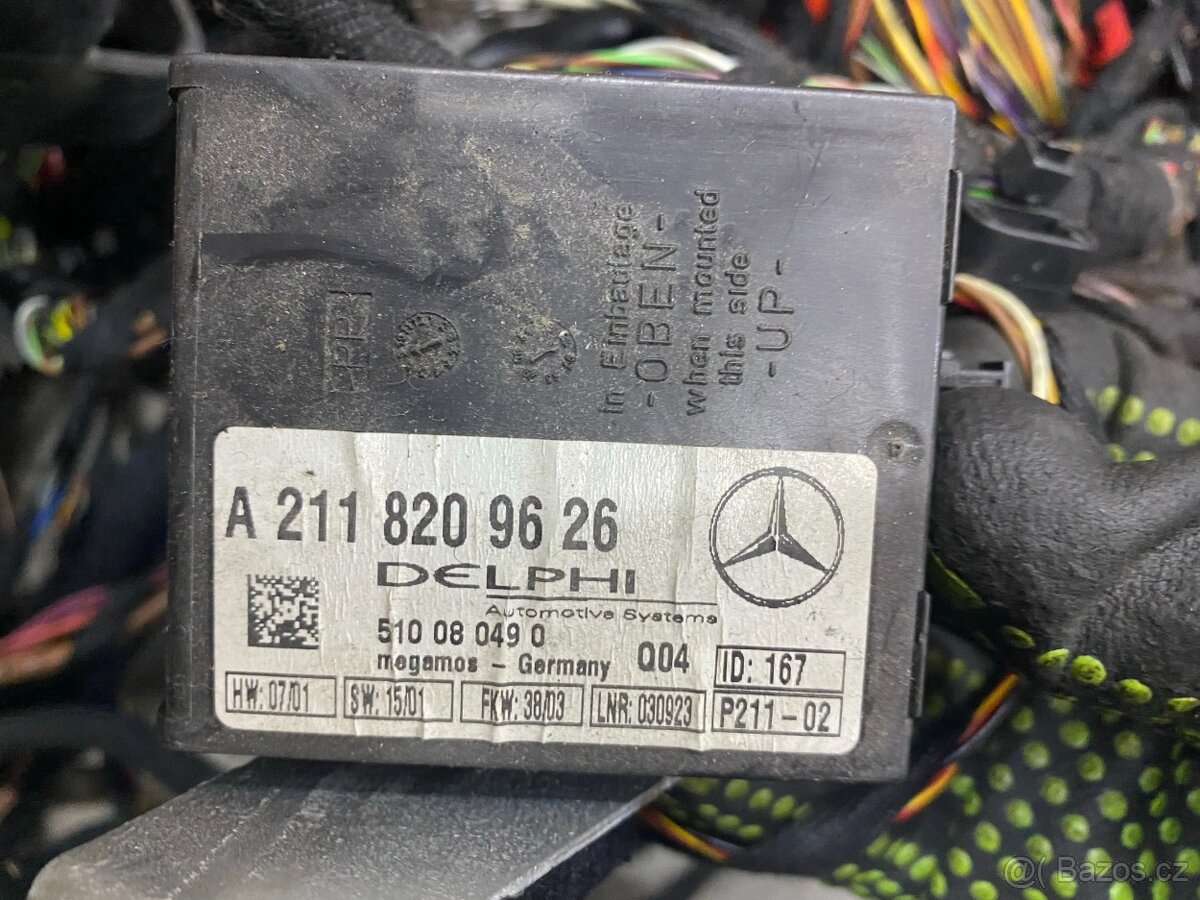 in Einbaulage
-OBEN-
when mounted
this side
-UP-
A 211 820 96 26
DELPHI
Automotive Systems
510 08 049 0
megamos - Germany
Q04
ID: 167
HW: 07/01
SW: 15/01
FKW: 38/03
LNR: 030923
P211-02
@( Bazos.cz